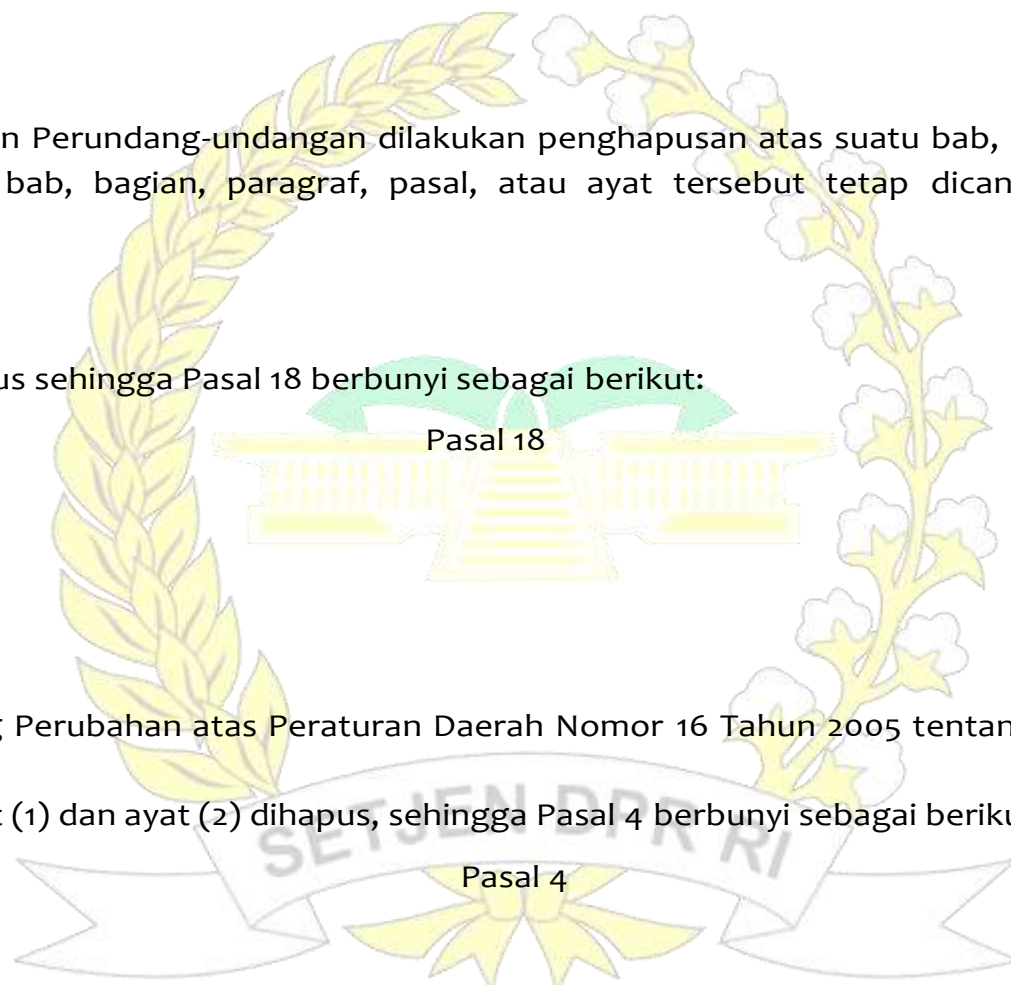 n Perundang-undangan dilakukan penghapusan atas suatu bab,
bab, bagian, paragraf, pasal, atau ayat tersebut tetap dican
us sehingga Pasal 18 berbunyi sebagai berikut:
Pasal 18
g Perubahan atas Peraturan Daerah Nomor 16 Tahun 2005 tentan
t (1) dan ayat (2) dihapus, sehingga Pasal 4 berbunyi sebagai beriku
SETJEN DPR RI
Pasal 4